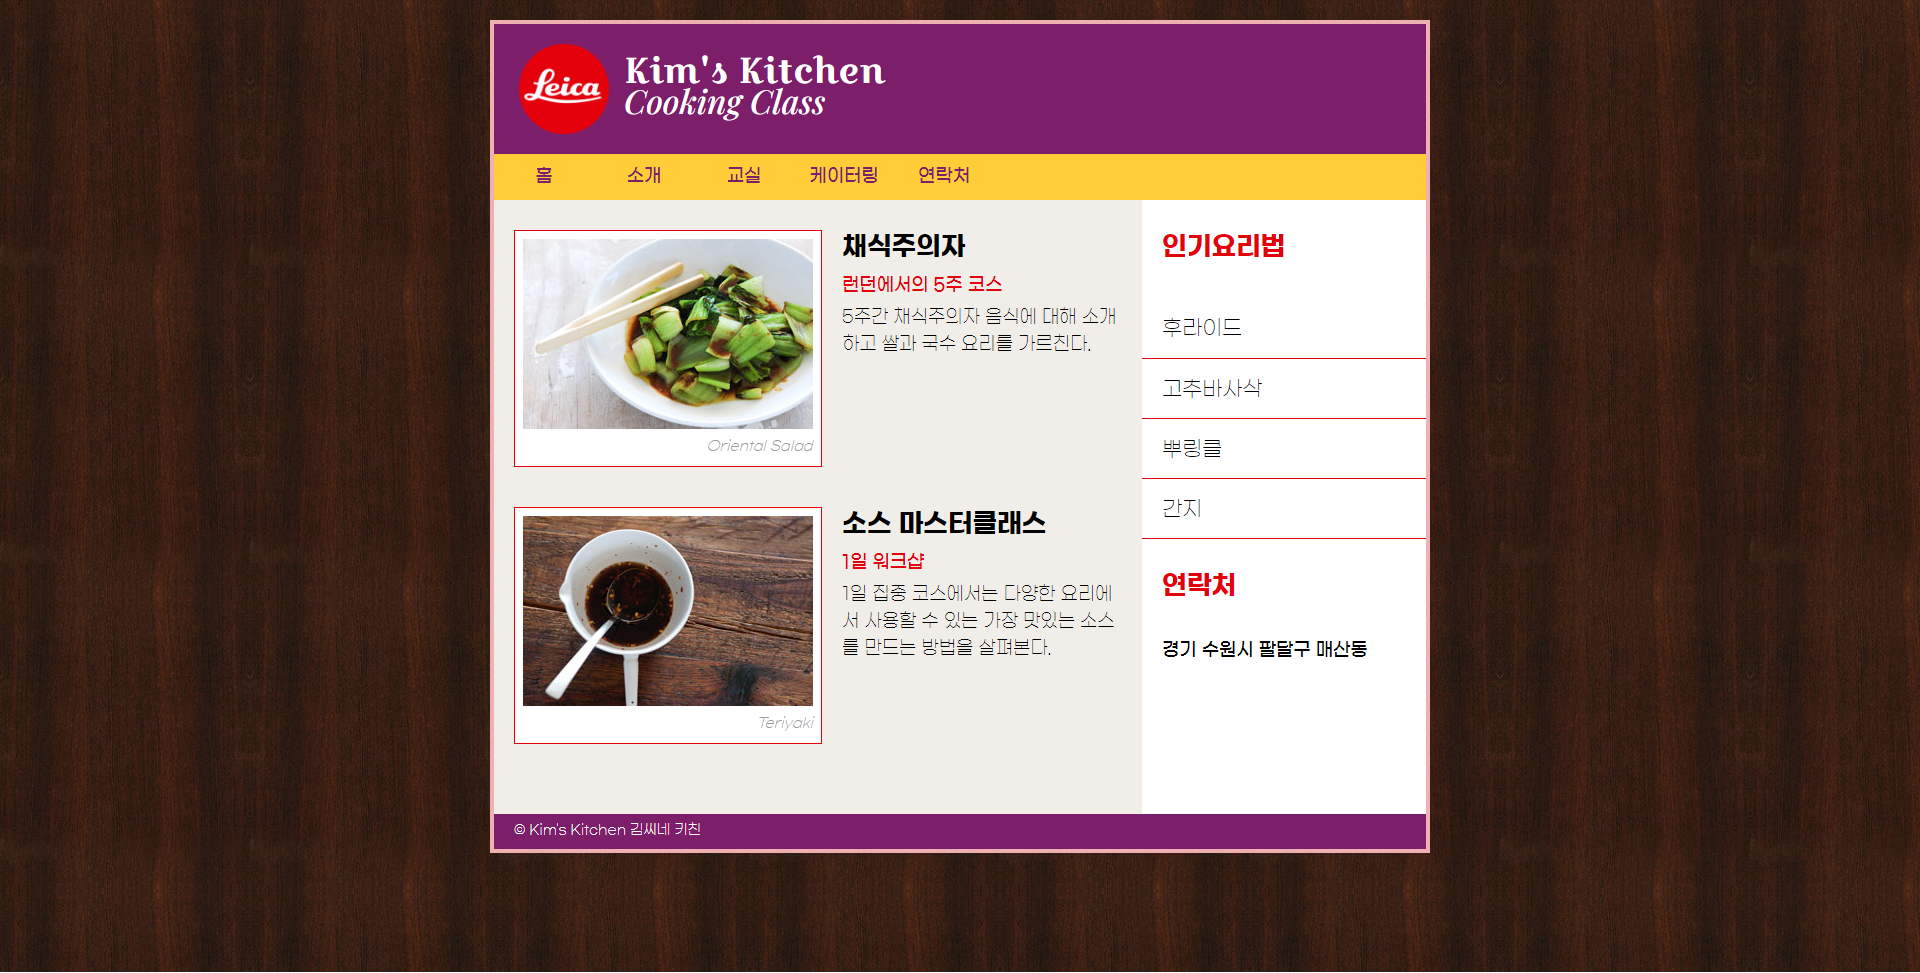 Leica
Kim's Kitchen
Cooking Class
홈
소개
교실
케이터링
연락처
Oriental Salad
채식주의자
런던에서의 5주 코스
5주간 채식주의자 음식에 대해 소개
하고 쌀과 국수 요리를 가르친다.
Teriyaki
소스 마스터클래스
1일 워크샵
1일 집중 코스에서는 다양한 요리에
서 사용할 수 있는 가장 맛있는 소스
를 만드는 방법을 살펴본다.
인기요리법
후라이드
고추바사삭
뿌링클
간지
연락처
경기 수원시 팔달구 매산동
© Kim's Kitchen 김씨네 키친